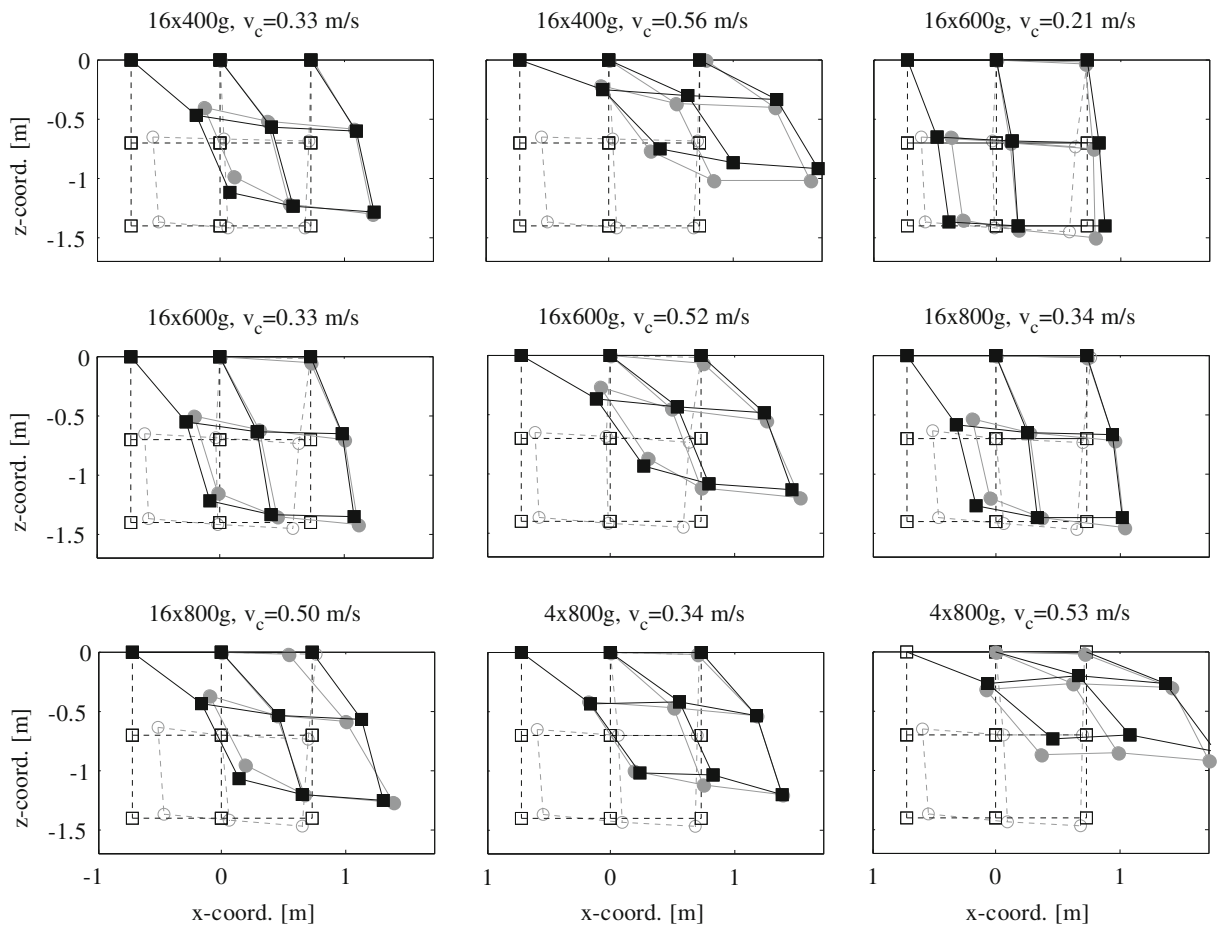 16x400g, v_c=0.33 m/s
16x400g, v_c=0.56 m/s
16x600g, v_c=0.21 m/s
0
-0.5
-1
-1.5
z-coord. [m]
16x600g, v_c=0.33 m/s
16x600g, v_c=0.52 m/s
16x800g, v_c=0.34 m/s
0
-0.5
-1
-1.5
z-coord. [m]
16x800g, v_c=0.50 m/s
4x800g, v_c=0.34 m/s
4x800g, v_c=0.53 m/s
0
-0.5
-1
-1.5
z-coord. [m]
-1 0 1
1 0 1
1 0 1
x-coord. [m]
x-coord. [m]
x-coord. [m]